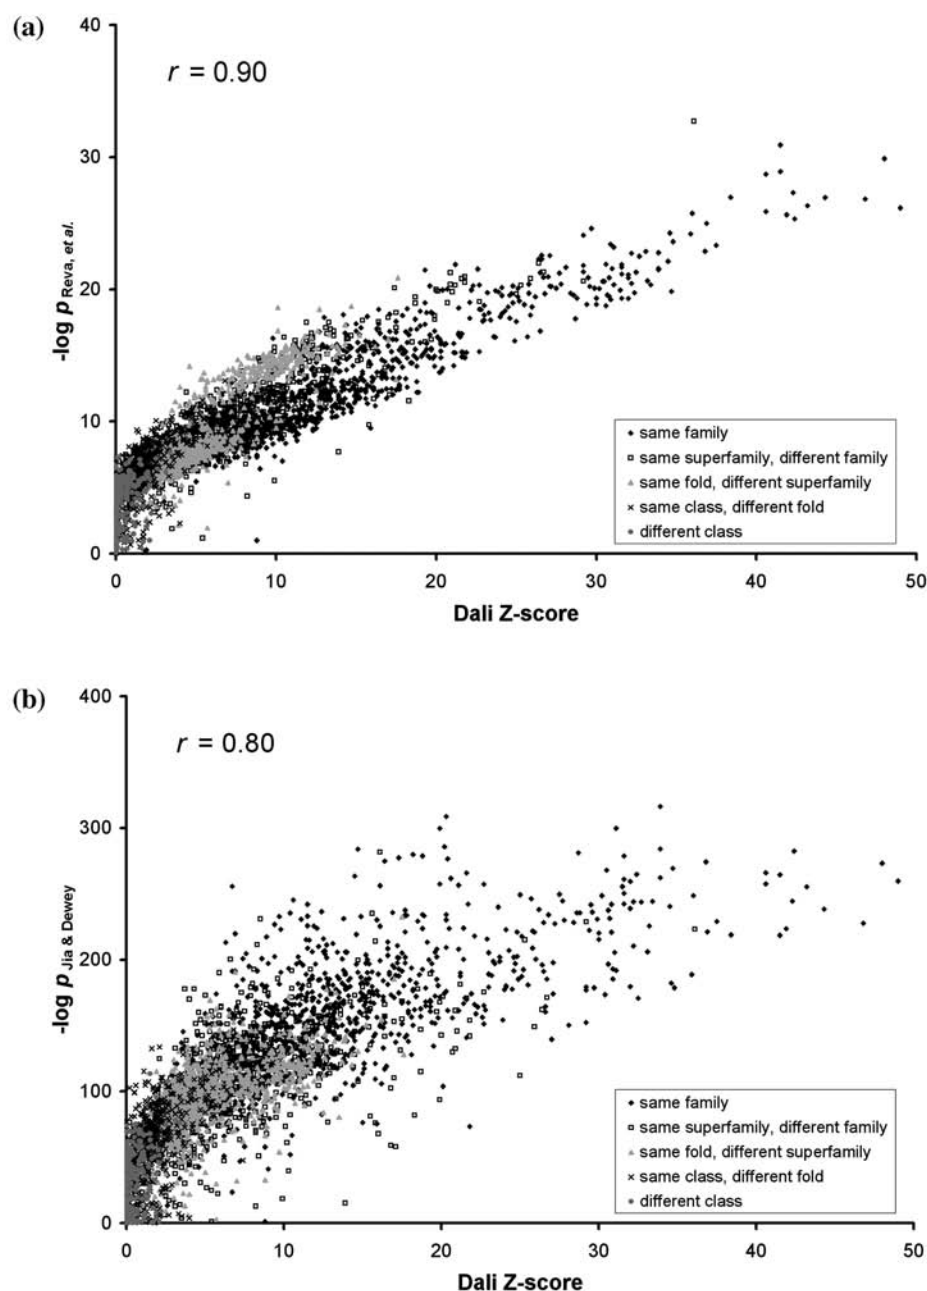 (a)
40
r = 0.90
30
-log p Reva, et al.
20
10
0
same family
same superfamily, different family
same fold, different superfamily
same class, different fold
different class
0 10 20 30 40 50
Dali Z-score
(b)
400
r = 0.80
300
-log p Jia & Dewey
200
100
0
same family
same superfamily, different family
same fold, different superfamily
same class, different fold
different class
0 10 20 30 40 50
Dali Z-score